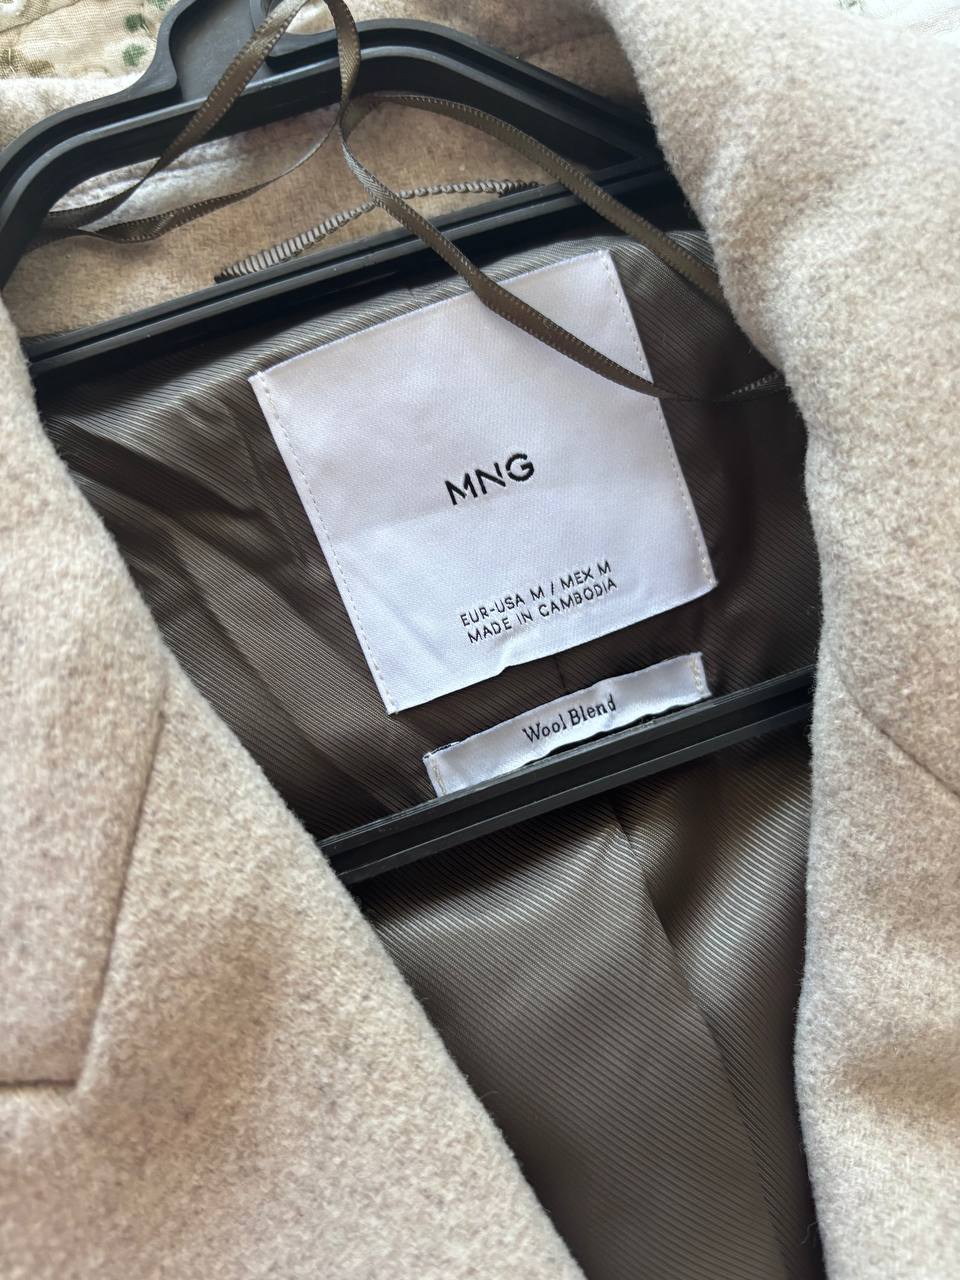 MNG
EUR-USA M / MEX M
MADE IN CAMBODIA
Wool Blend